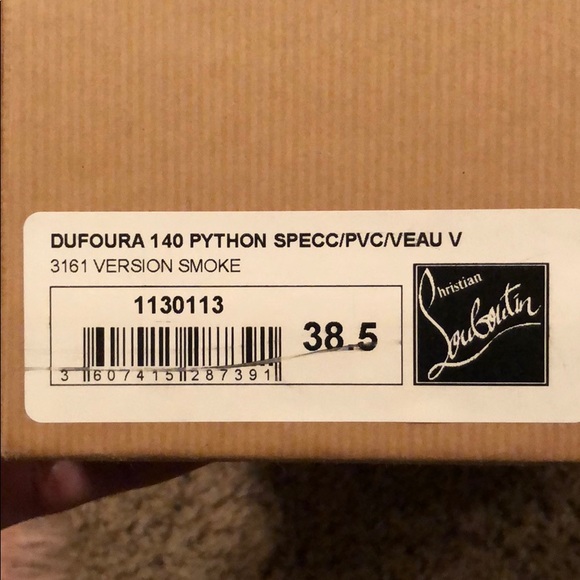 DUFOURA 140 PYTHON SPECC/PVC/VEAU V
3161 VERSION SMOKE
1130113
38.5
3 607415 287391
Christian
Louboutin